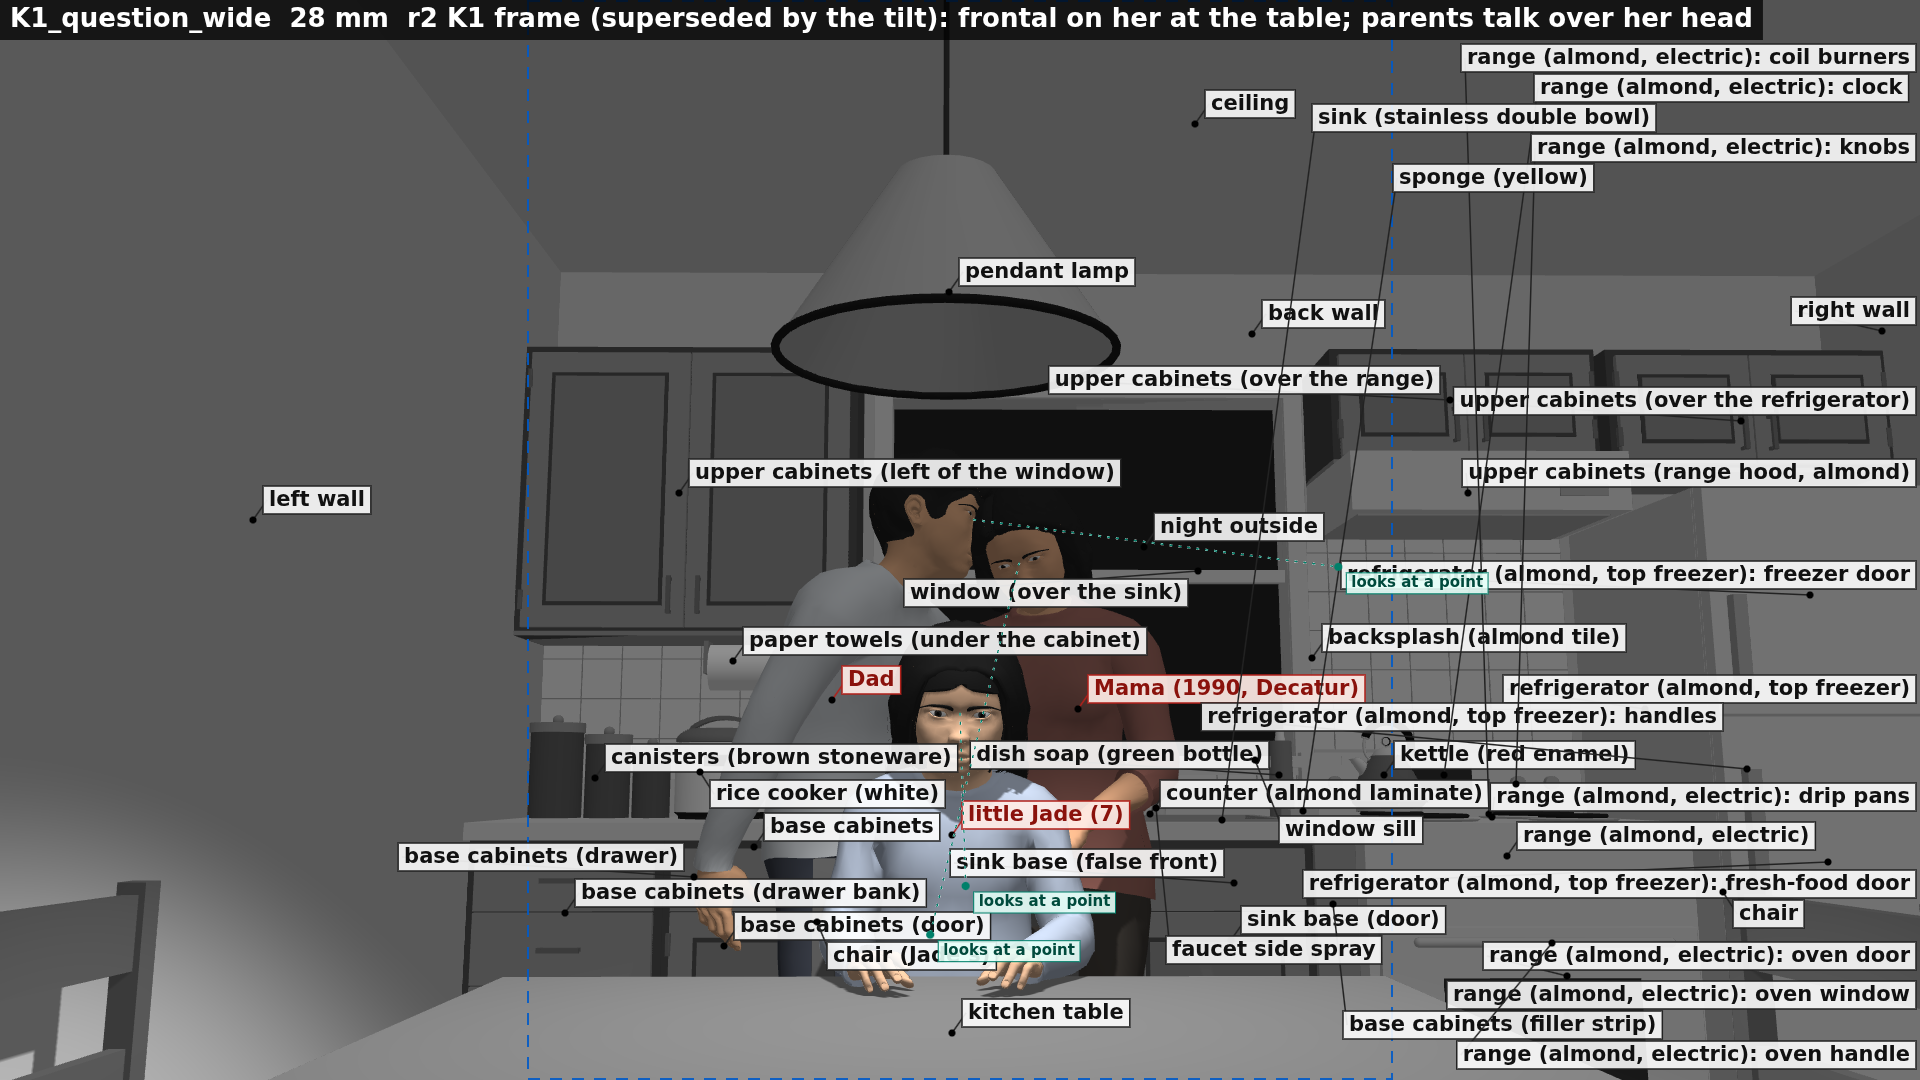 K1_question_wide 28 mm r2 K1 frame (superseded by the tilt): frontal on her at the table; parents talk over her head
range (almond, electric): coil burners
range (almond, electric): clock
ceiling
sink (stainless double bowl)
range (almond, electric): knobs
sponge (yellow)
pendant lamp
back wall
right wall
upper cabinets (over the range)
upper cabinets (over the refrigerator)
upper cabinets (left of the window)
upper cabinets (range hood, almond)
left wall
night outside
refrigerator (almond, top freezer): freezer door
looks at a point
window (over the sink)
paper towels (under the cabinet)
backsplash (almond tile)
Dad
Mama (1990, Decatur)
refrigerator (almond, top freezer)
refrigerator (almond, top freezer): handles
canisters (brown stoneware)
dish soap (green bottle)
kettle (red enamel)
rice cooker (white)
counter (almond laminate)
range (almond, electric): drip pans
little Jade (7)
base cabinets
window sill
range (almond, electric)
base cabinets (drawer)
sink base (false front)
refrigerator (almond, top freezer): fresh-food door
base cabinets (drawer bank)
looks at a point
chair
base cabinets (door)
sink base (door)
chair (Jad
looks at a point
faucet side spray
range (almond, electric): oven door
range (almond, electric): oven window
kitchen table
base cabinets (filler strip)
range (almond, electric): oven handle